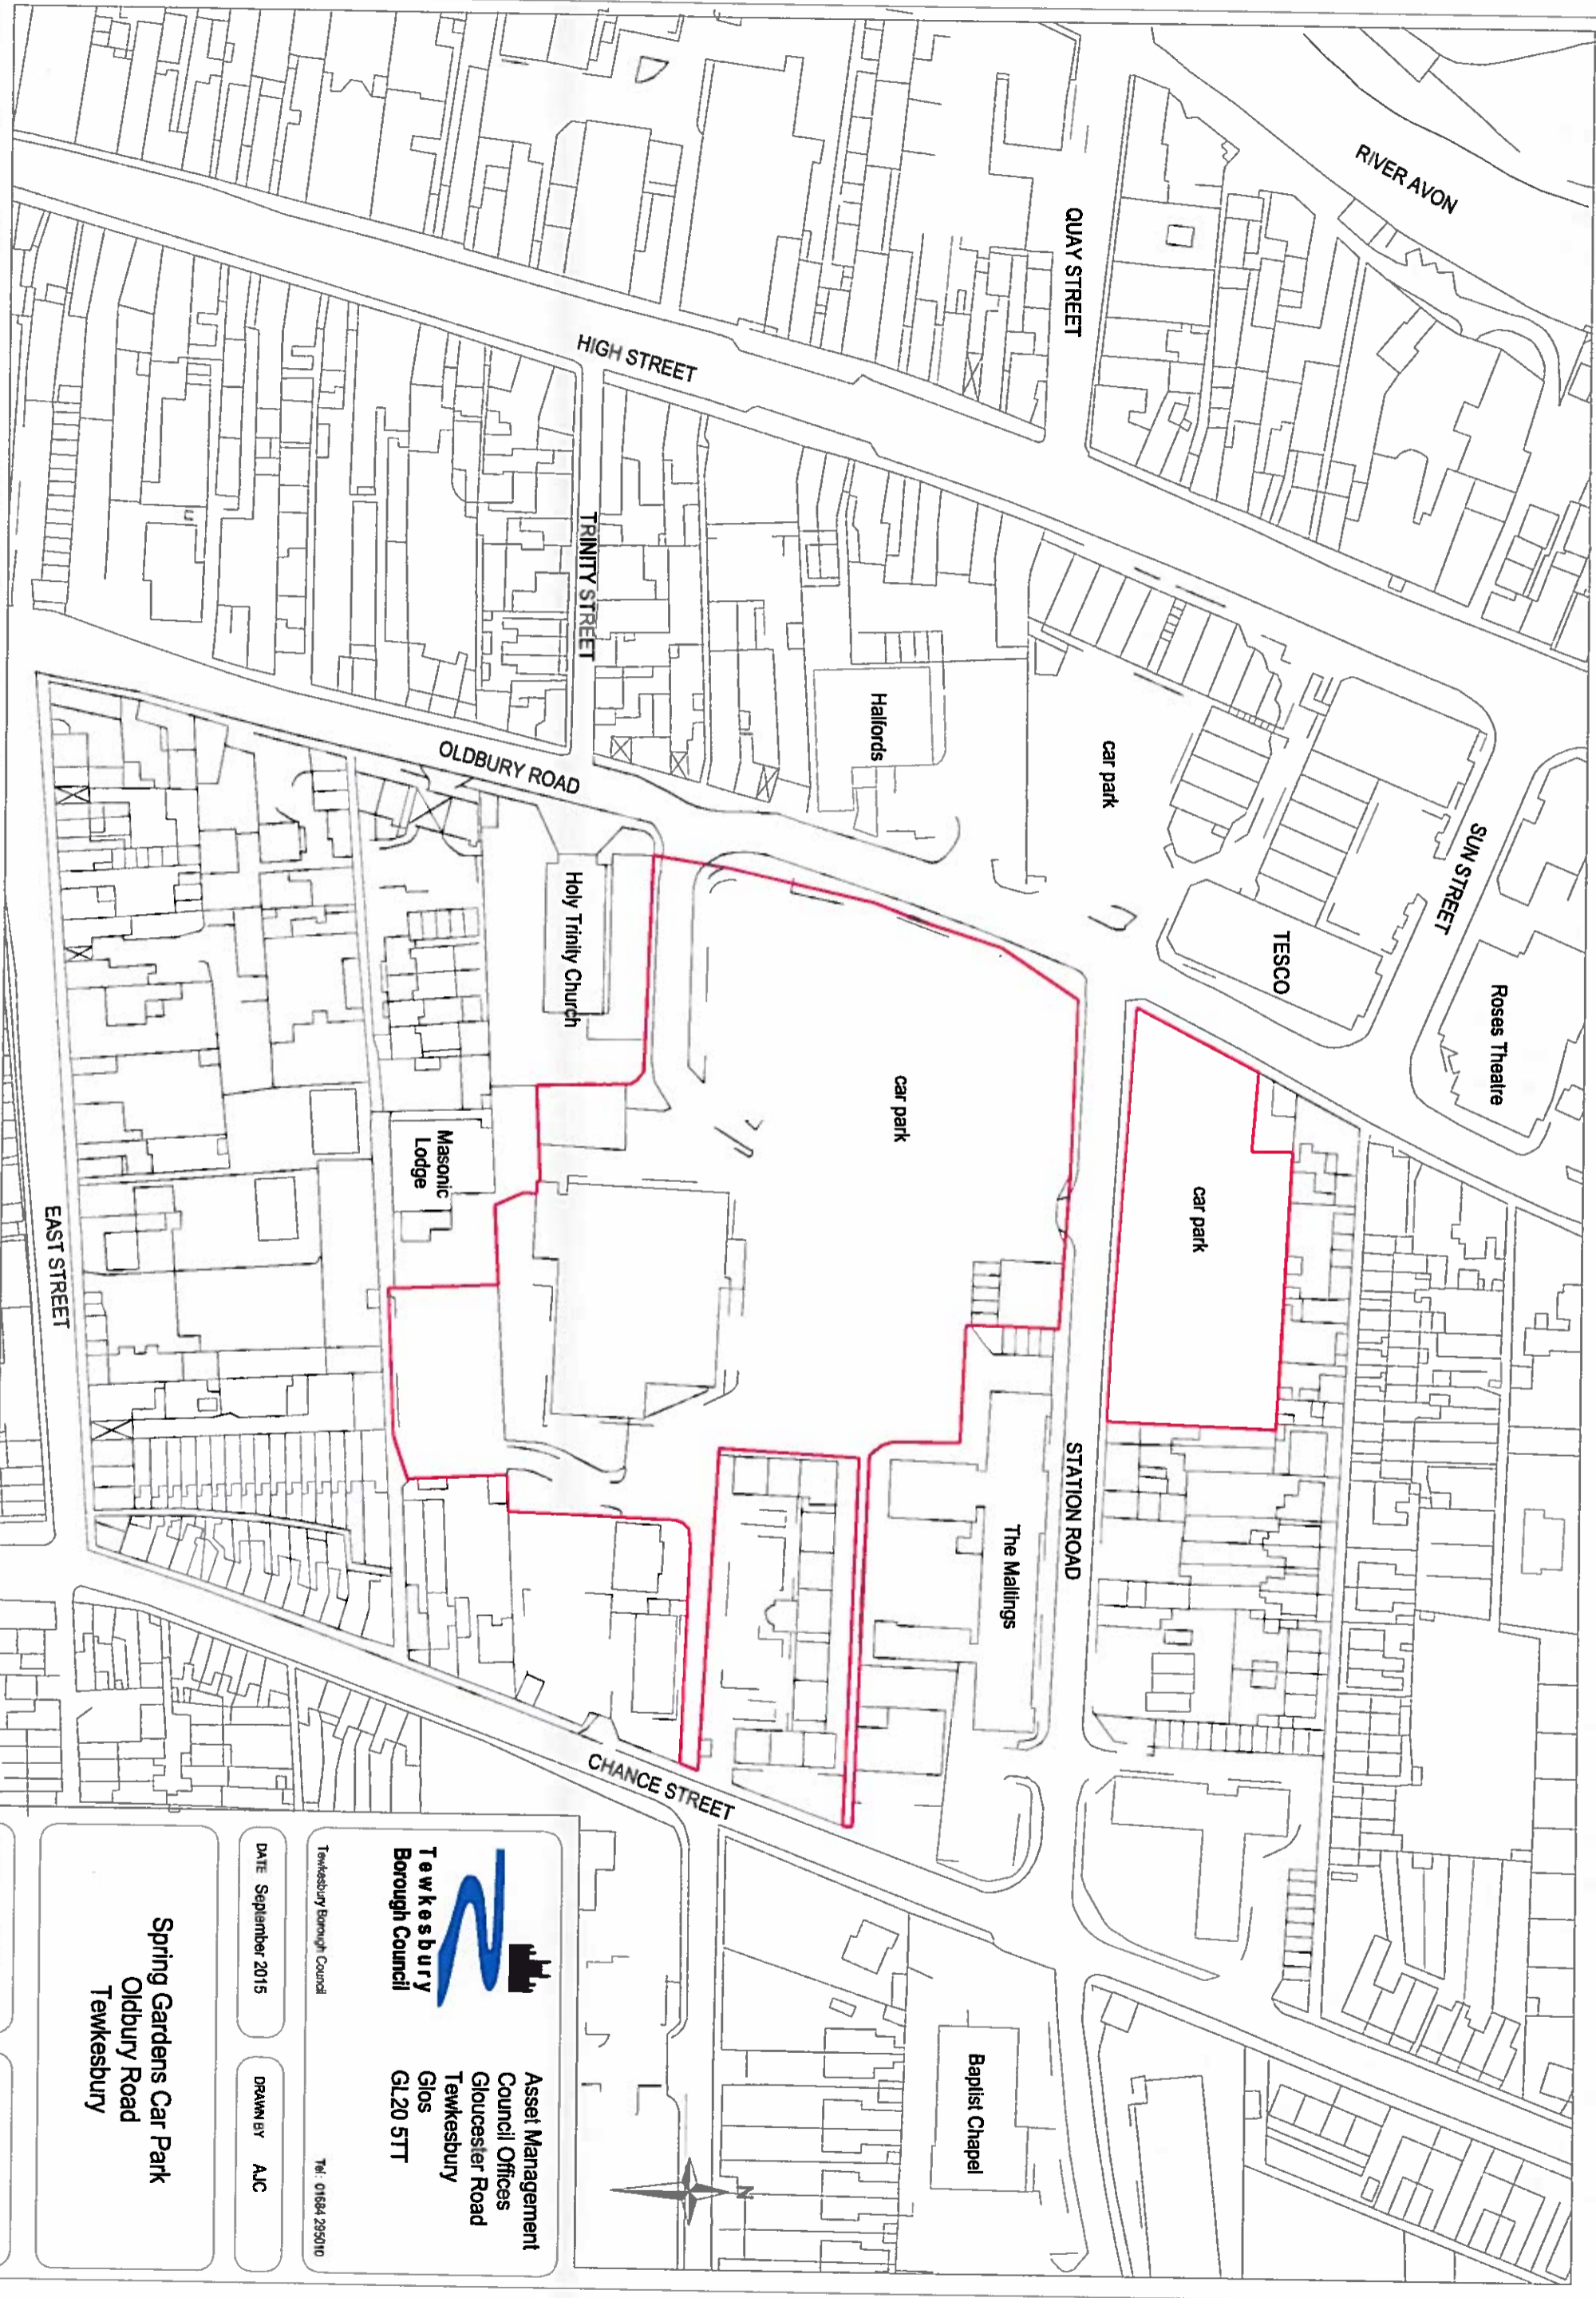 RIVER AVON
QUAY STREET
HIGH STREET
TRINITY STREET
Halfords
car park
SUN STREET
TESCO
Roses Theatre
OLDBURY ROAD
Holy Trinity Church
car park
car park
Masonic
Lodge
EAST STREET
STATION ROAD
The Maltings
CHANCE STREET
Baptist Chapel
N
Tewkesbury
Borough Council
Asset Management
Council Offices
Gloucester Road
Tewkesbury
Glos
GL20 5TT
Tewkesbury Borough Council
Tel: 01684 295010
DATE September 2015
DRAWN BY AJC
Spring Gardens Car Park
Oldbury Road
Tewkesbury